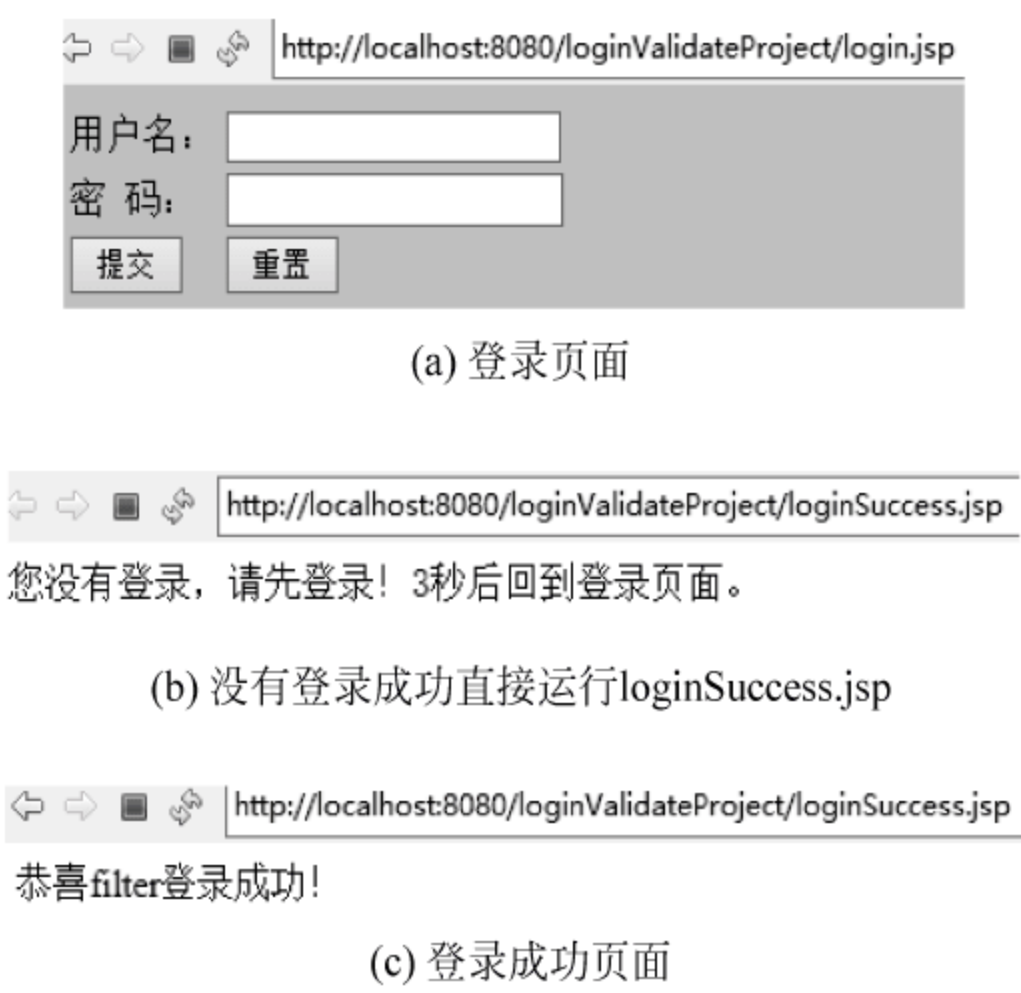 http://localhost:8080/loginValidateProject/login.jsp
用户名：
密 码：
提交 重置
(a) 登录页面
http://localhost:8080/loginValidateProject/loginSuccess.jsp
您没有登录，请先登录！3秒后回到登录页面。
(b) 没有登录成功直接运行loginSuccess.jsp
http://localhost:8080/loginValidateProject/loginSuccess.jsp
恭喜filter登录成功！
(c) 登录成功页面